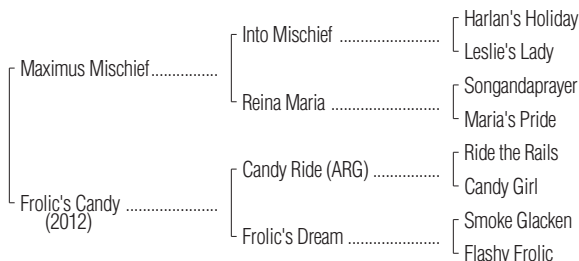 Harlan's Holiday
Into Mischief ..................
Leslie's Lady
Maximus Mischief...............
Songandaprayer
Reina Maria .....................
Maria's Pride
Ride the Rails
Candy Ride (ARG) ................
Candy Girl
Frolic's Candy ....................
(2012)
Smoke Glacken
Frolic's Dream ..................
Flashy Frolic